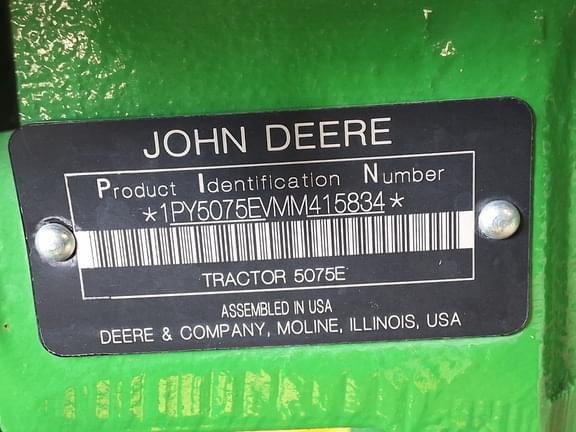 JOHN DEERE
Product Identification Number
*1PY5075EVMM415834*
TRACTOR 5075E
ASSEMBLED IN USA
DEERE & COMPANY, MOLINE, ILLINOIS, USA